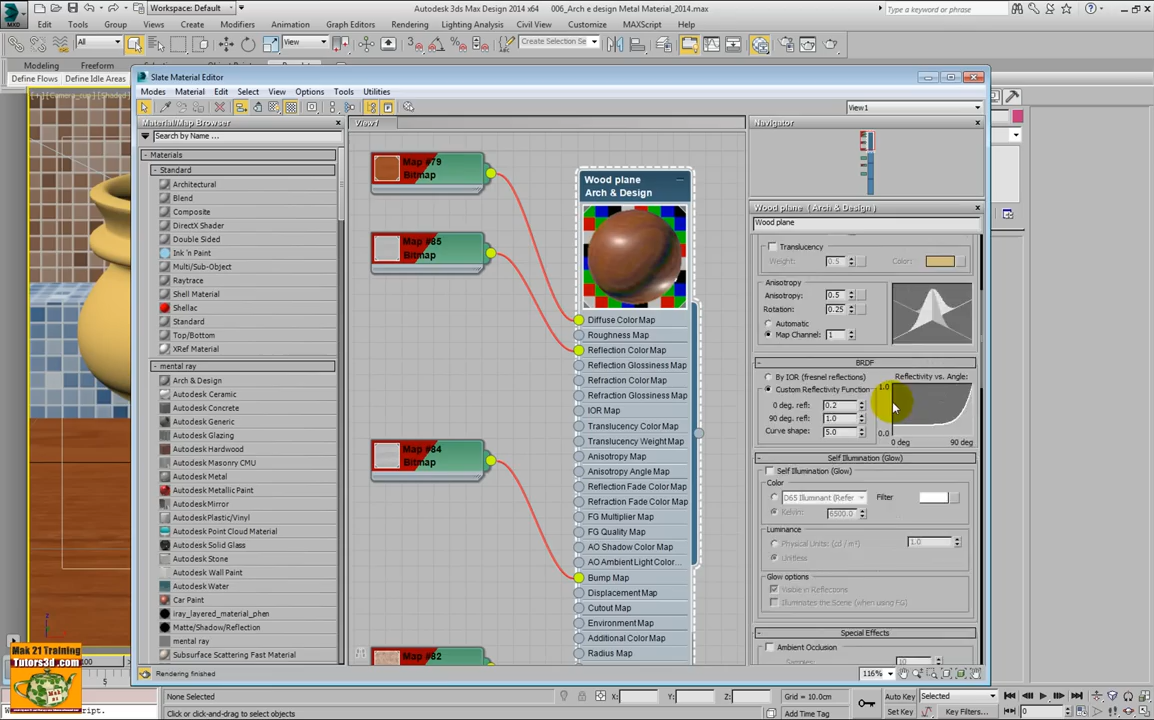 Workspace: Default
Autodesk 3ds Max Design 2014 x64
006_Arch e design Metal Material_2014.max
Type a keyword or phrase
Edit Tools Group Views Create Modifiers Animation Graph Editors Rendering Lighting Analysis Civil View Customize MAXScript Help
All
View
Create Selection Se
Modeling Freeform
Define Flows Define Idle Areas
Slate Material Editor
Modes Material Edit Select View Options Tools Utilities
View1
Material/Map Browser
Search by Name ...
Materials
Standard
Architectural
Blend
Composite
DirectX Shader
Double Sided
Ink 'n Paint
Multi/Sub-Object
Raytrace
Shell Material
Shellac
Standard
Top/Bottom
XRef Material
mental ray
Arch & Design
Autodesk Ceramic
Autodesk Concrete
Autodesk Generic
Autodesk Glazing
Autodesk Hardwood
Autodesk Masonry CMU
Autodesk Metal
Autodesk Metallic Paint
Autodesk Mirror
Autodesk Plastic/Vinyl
Autodesk Point Cloud Material
Autodesk Solid Glass
Autodesk Stone
Autodesk Wall Paint
Autodesk Water
Car Paint
iray_layered_material_phen
Matte/Shadow/Reflection
mental ray
Subsurface Scattering Fast Material
Rendering finished
View1
Map #79
Bitmap
Map #85
Bitmap
Map #84
Bitmap
Map #82
Wood plane
Arch & Design
Diffuse Color Map
Roughness Map
Reflection Color Map
Reflection Glossiness Map
Refraction Color Map
Refraction Glossiness Map
IOR Map
Translucency Color Map
Translucency Weight Map
Anisotropy Map
Anisotropy Angle Map
Reflection Fade Color Map
Refraction Fade Color Map
FG Multiplier Map
FG Quality Map
AO Shadow Color Map
AO Ambient Light Color...
Bump Map
Displacement Map
Cutout Map
Environment Map
Additional Color Map
Radius Map
116%
Navigator
Wood plane ( Arch & Design )
Wood plane
Translucency
Weight: 0.5 Color:
Anisotropy
Anisotropy: 0.5
Rotation: 0.25
Automatic
Map Channel: 1
BRDF
By IOR (fresnel reflections) Reflectivity vs. Angle:
Custom Reflectivity Function 1.0
0 deg. refl: 0.2
90 deg. refl: 1.0
Curve shape: 5.0 0.0
0 deg 90 deg
Self Illumination (Glow)
Self Illumination (Glow)
Color
D65 Illuminant (Refer Filter
Kelvin: 6500.0
Luminance
Physical Units: (cd / m²) 1.0
Unitless
Glow options
Visible in Reflections
Illuminates the Scene (when using FG)
Special Effects
Ambient Occlusion
Samples: 10
Mak 21 Training
Tutors3d .com
Mak 21
100
5
None Selected X: Y: Z: Grid = 10.0cm Auto Key Selected
Click or click-and-drag to select objects Add Time Tag Set Key Key Filters... 0